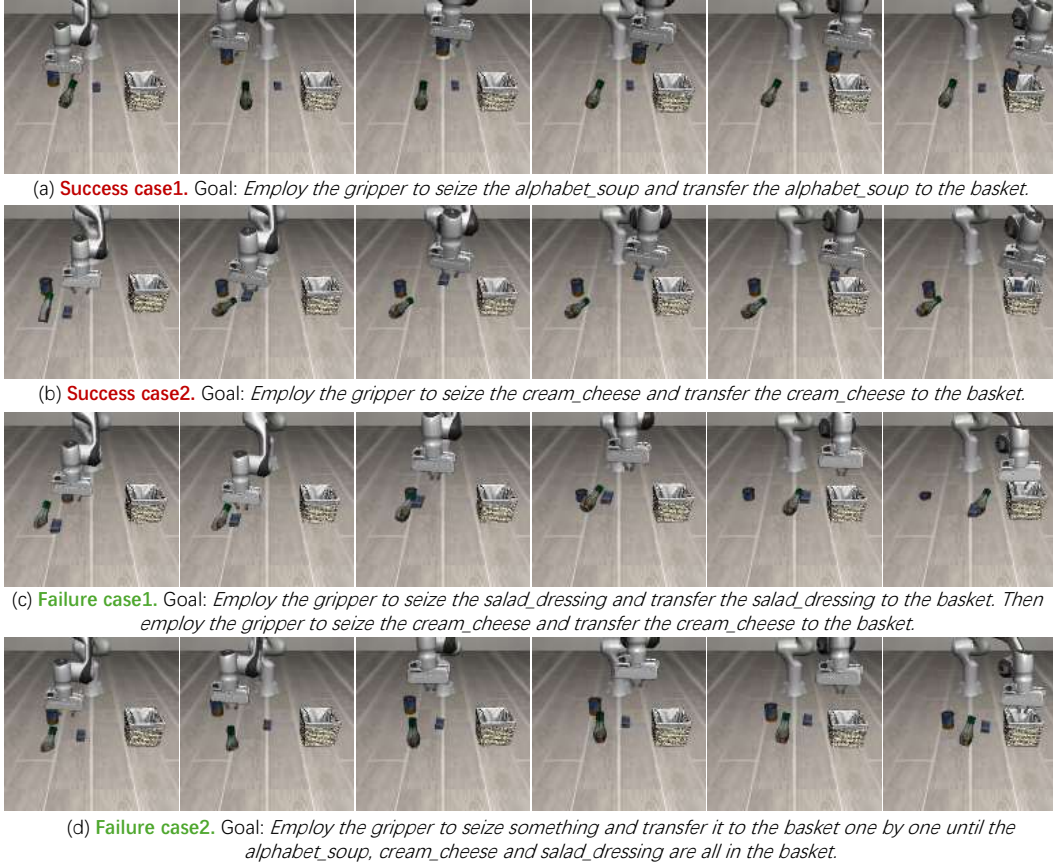 (a) Success case1. Goal: Employ the gripper to seize the alphabet_soup and transfer the alphabet_soup to the basket.
(b) Success case2. Goal: Employ the gripper to seize the cream_cheese and transfer the cream_cheese to the basket.
(c) Failure case1. Goal: Employ the gripper to seize the salad_dressing and transfer the salad_dressing to the basket. Then
employ the gripper to seize the cream_cheese and transfer the cream_cheese to the basket.
(d) Failure case2. Goal: Employ the gripper to seize something and transfer it to the basket one by one until the
alphabet_soup, cream_cheese and salad_dressing are all in the basket.